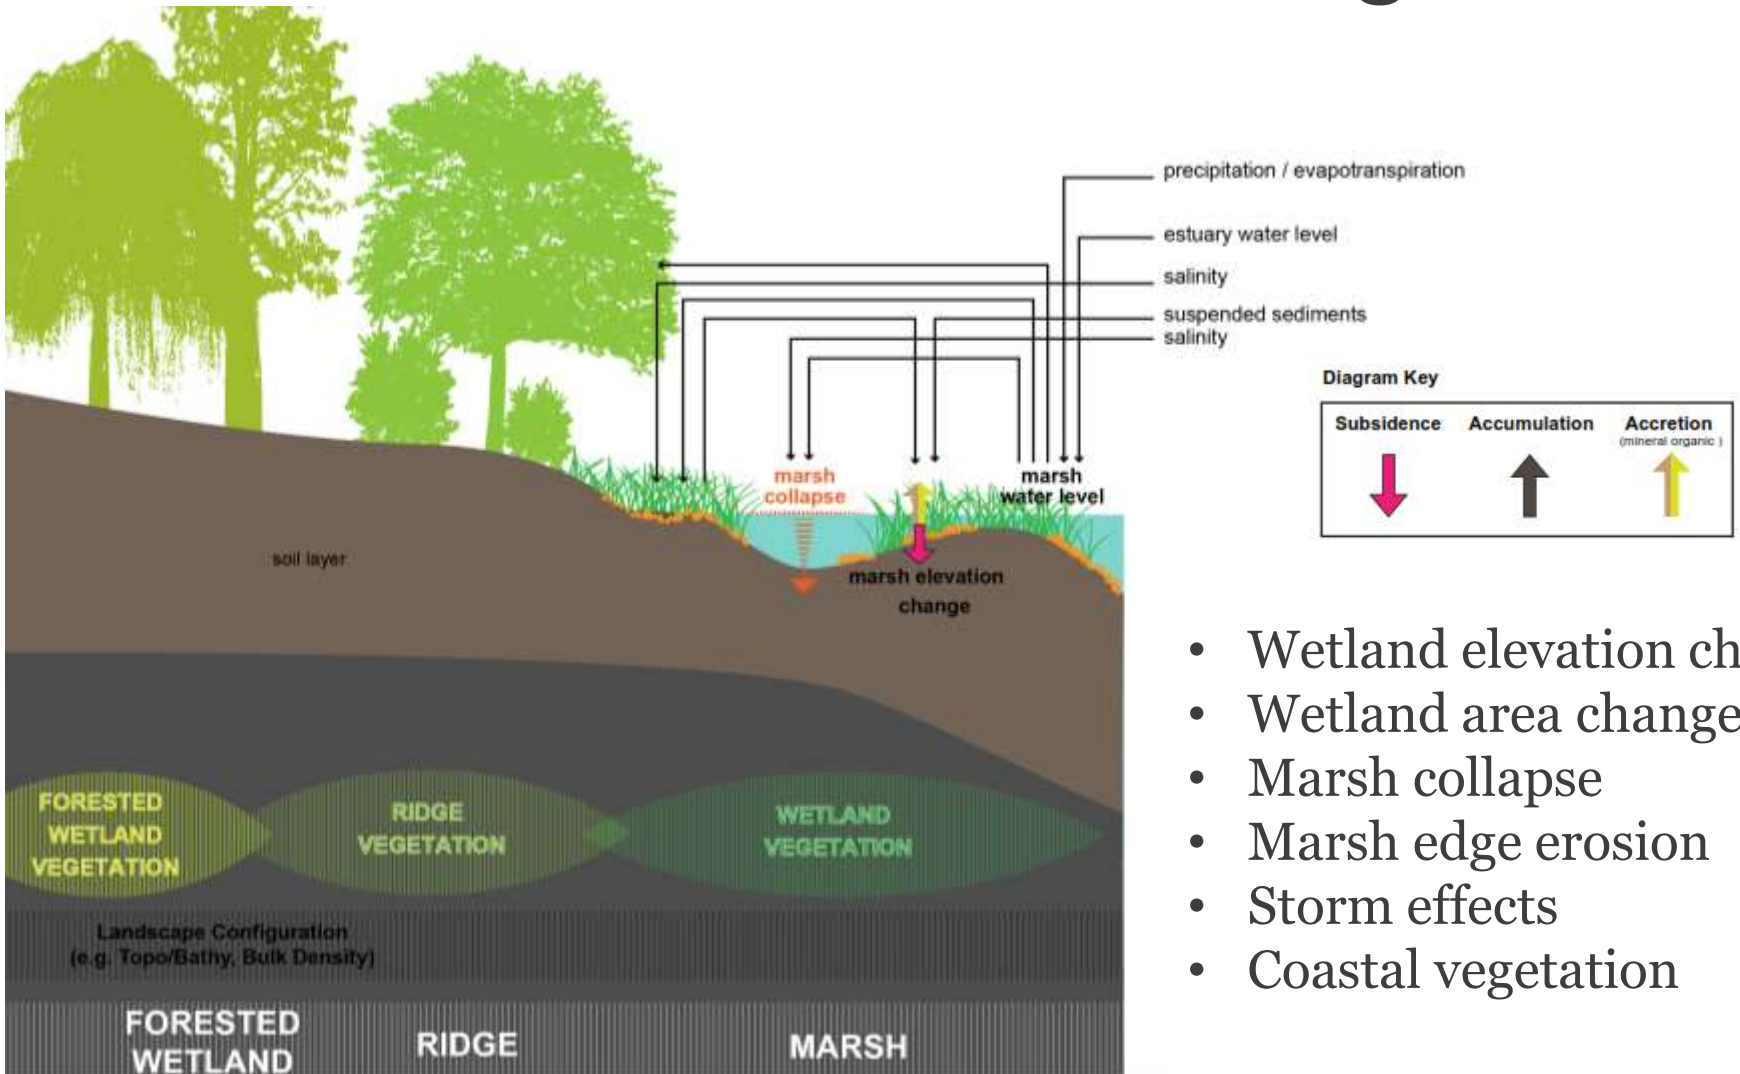 precipitation / evapotranspiration
estuary water level
salinity
suspended sediments
salinity
Diagram Key
Subsidence Accumulation Accretion
(mineral organic )
marsh
collapse
marsh
water level
soil layer
marsh elevation
change
• Wetland elevation ch
• Wetland area change
• Marsh collapse
• Marsh edge erosion
• Storm effects
• Coastal vegetation
FORESTED
WETLAND
VEGETATION
RIDGE
VEGETATION
WETLAND
VEGETATION
Landscape Configuration
(e.g. Topo/Bathy, Bulk Density)
FORESTED
WETLAND
RIDGE
MARSH